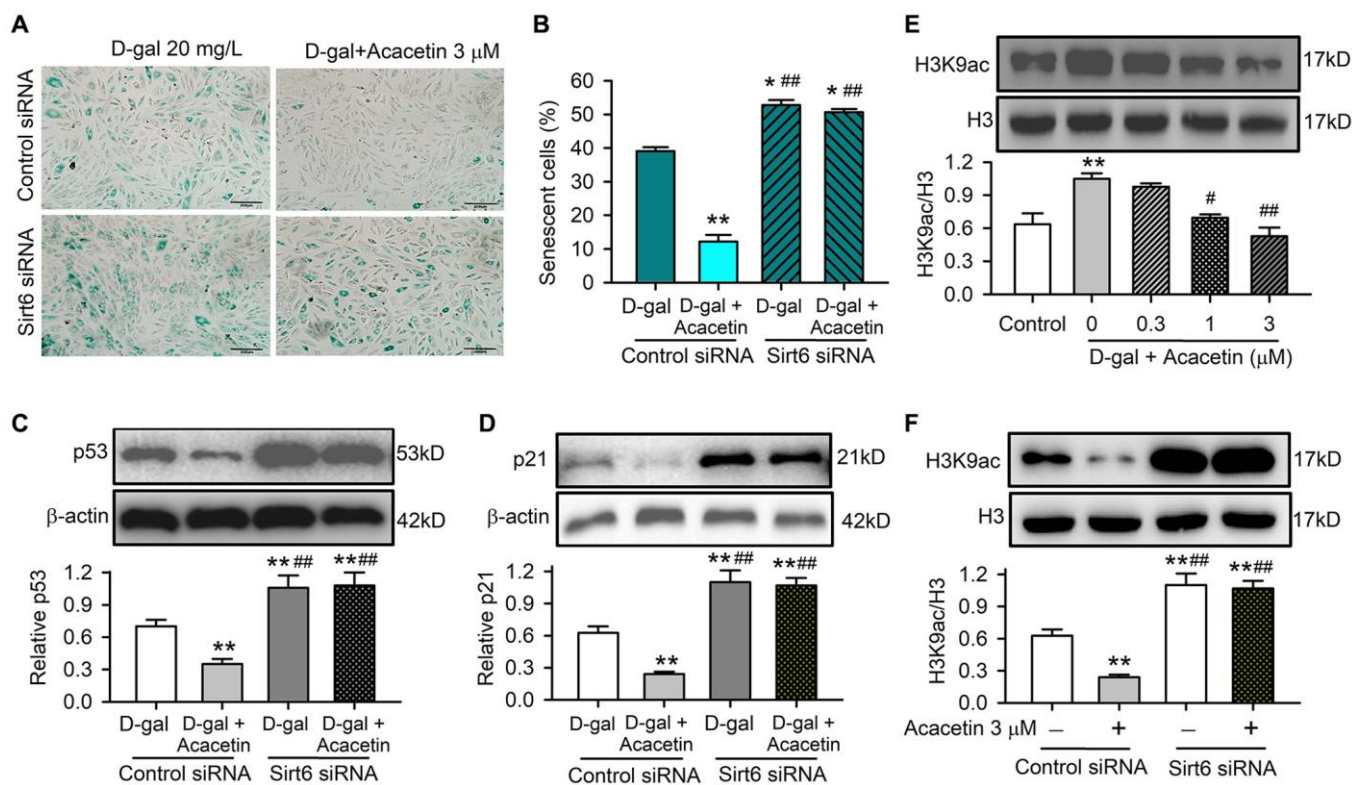 A
D-gal 20 mg/L
D-gal+Acacetin 3 μM
Control siRNA
Sirt6 siRNA
B
Senescent cells (%)
60
50
40
30
20
10
0
**
* ##
* ##
D-gal
D-gal +
Acacetin
D-gal
D-gal +
Acacetin
Control siRNA
Sirt6 siRNA
E
H3K9ac
17kD
H3
17kD
H3K9ac/H3
1.2
0.9
0.6
0.3
0.0
**
#
##
Control
0
0.3
1
3
D-gal + Acacetin (μM)
C
p53
53kD
β-actin
42kD
Relative p53
1.2
0.9
0.6
0.3
0.0
**
**##
**##
D-gal
D-gal +
Acacetin
D-gal
D-gal +
Acacetin
Control siRNA
Sirt6 siRNA
D
p21
21kD
β-actin
42kD
Relative p21
1.2
0.9
0.6
0.3
0.0
**
**##
**##
D-gal
D-gal +
Acacetin
D-gal
D-gal +
Acacetin
Control siRNA
Sirt6 siRNA
F
H3K9ac
17kD
H3
17kD
H3K9ac/H3
1.2
0.9
0.6
0.3
0.0
**
**##
**##
Acacetin 3 μM – + – +
Control siRNA
Sirt6 siRNA